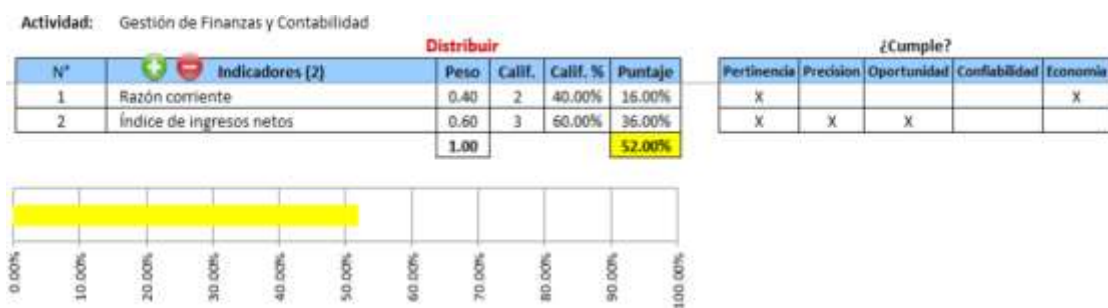 Actividad: Gestión de Finanzas y Contabilidad
Distribuir ¿Cumple?
N° Indicadores (2) Peso Calif. Calif. % Puntaje Pertinencia Precision Oportunidad Confiabilidad Economia
1 Razón corriente 0.40 2 40.00% 16.00% X X
2 Índice de ingresos netos 0.60 3 60.00% 36.00% X X X
1.00 52.00%
0.00% 10.00% 20.00% 30.00% 40.00% 50.00% 60.00% 70.00% 80.00% 90.00% 100.00%